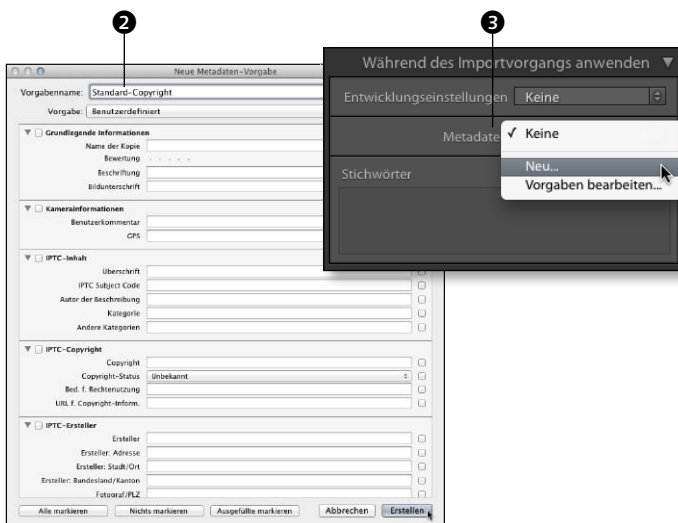 2
3
Neue Metadaten-Vorgabe
Vorgabenname: Standard-Copyright
Vorgabe: Benutzerdefiniert
Grundlegende Informationen
Name der Kopie
Bewertung
Beschriftung
Bildunterschrift
Kamerainformationen
Benutzerkommentar
GPS
IPTC-Inhalt
Überschrift
IPTC Subject Code
Autor der Beschreibung
Kategorie
Andere Kategorien
IPTC-Copyright
Copyright
Copyright-Status Unbekannt
Bed. f. Rechtenutzung
URL f. Copyright-Inform.
IPTC-Ersteller
Ersteller
Ersteller: Adresse
Ersteller: Stadt/Ort
Ersteller: Bundesland/Kanton
Fotograf/PLZ
Alle markieren Nichts markieren Ausgefüllte markieren Abbrechen Erstellen
Während des Importvorgangs anwenden
Entwicklungseinstellungen Keine
Metadate ✓ Keine
Neu...
Vorgaben bearbeiten...
Stichwörter